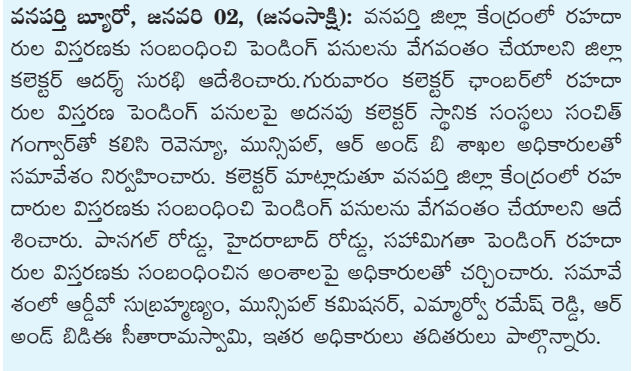 వనపర్తి బ్యూరో, జనవరి 02, (జనంసాక్షి): వనపర్తి జిల్లా కేంద్రంలో రహదా
రుల విస్తరణకు సంబంధించి పెండింగ్ పనులను వేగవంతం చేయాలని జిల్లా
కలెక్టర్ ఆదర్శ్ సురభి ఆదేశించారు.గురువారం కలెక్టర్ ఛాంబర్‌లో రహదా
రుల విస్తరణ పెండింగ్ పనులపై అదనపు కలెక్టర్ స్థానిక సంస్థలు సంచిత్
గంగ్వార్‌తో కలిసి రెవెన్యూ, మున్సిపల్, ఆర్ అండ్ బి శాఖల అధికారులతో
సమావేశం నిర్వహించారు. కలెక్టర్ మాట్లాడుతూ వనపర్తి జిల్లా కేంద్రంలో రహ
దారుల విస్తరణకు సంబంధించి పెండింగ్ పనులను వేగవంతం చేయాలని ఆదే
శించారు. పానగల్ రోడ్డు, హైదరాబాద్ రోడ్డు, సహామిగతా పెండింగ్ రహదా
రుల విస్తరణకు సంబంధించిన అంశాలపై అధికారులతో చర్చించారు. సమావే
శంలో ఆర్డీవో సుబ్రహ్మణ్యం, మున్సిపల్ కమిషనర్, ఎమ్మార్వో రమేష్ రెడ్డి, ఆర్
అండ్ బిడిఈ సీతారామస్వామి, ఇతర అధికారులు తదితరులు పాల్గొన్నారు.